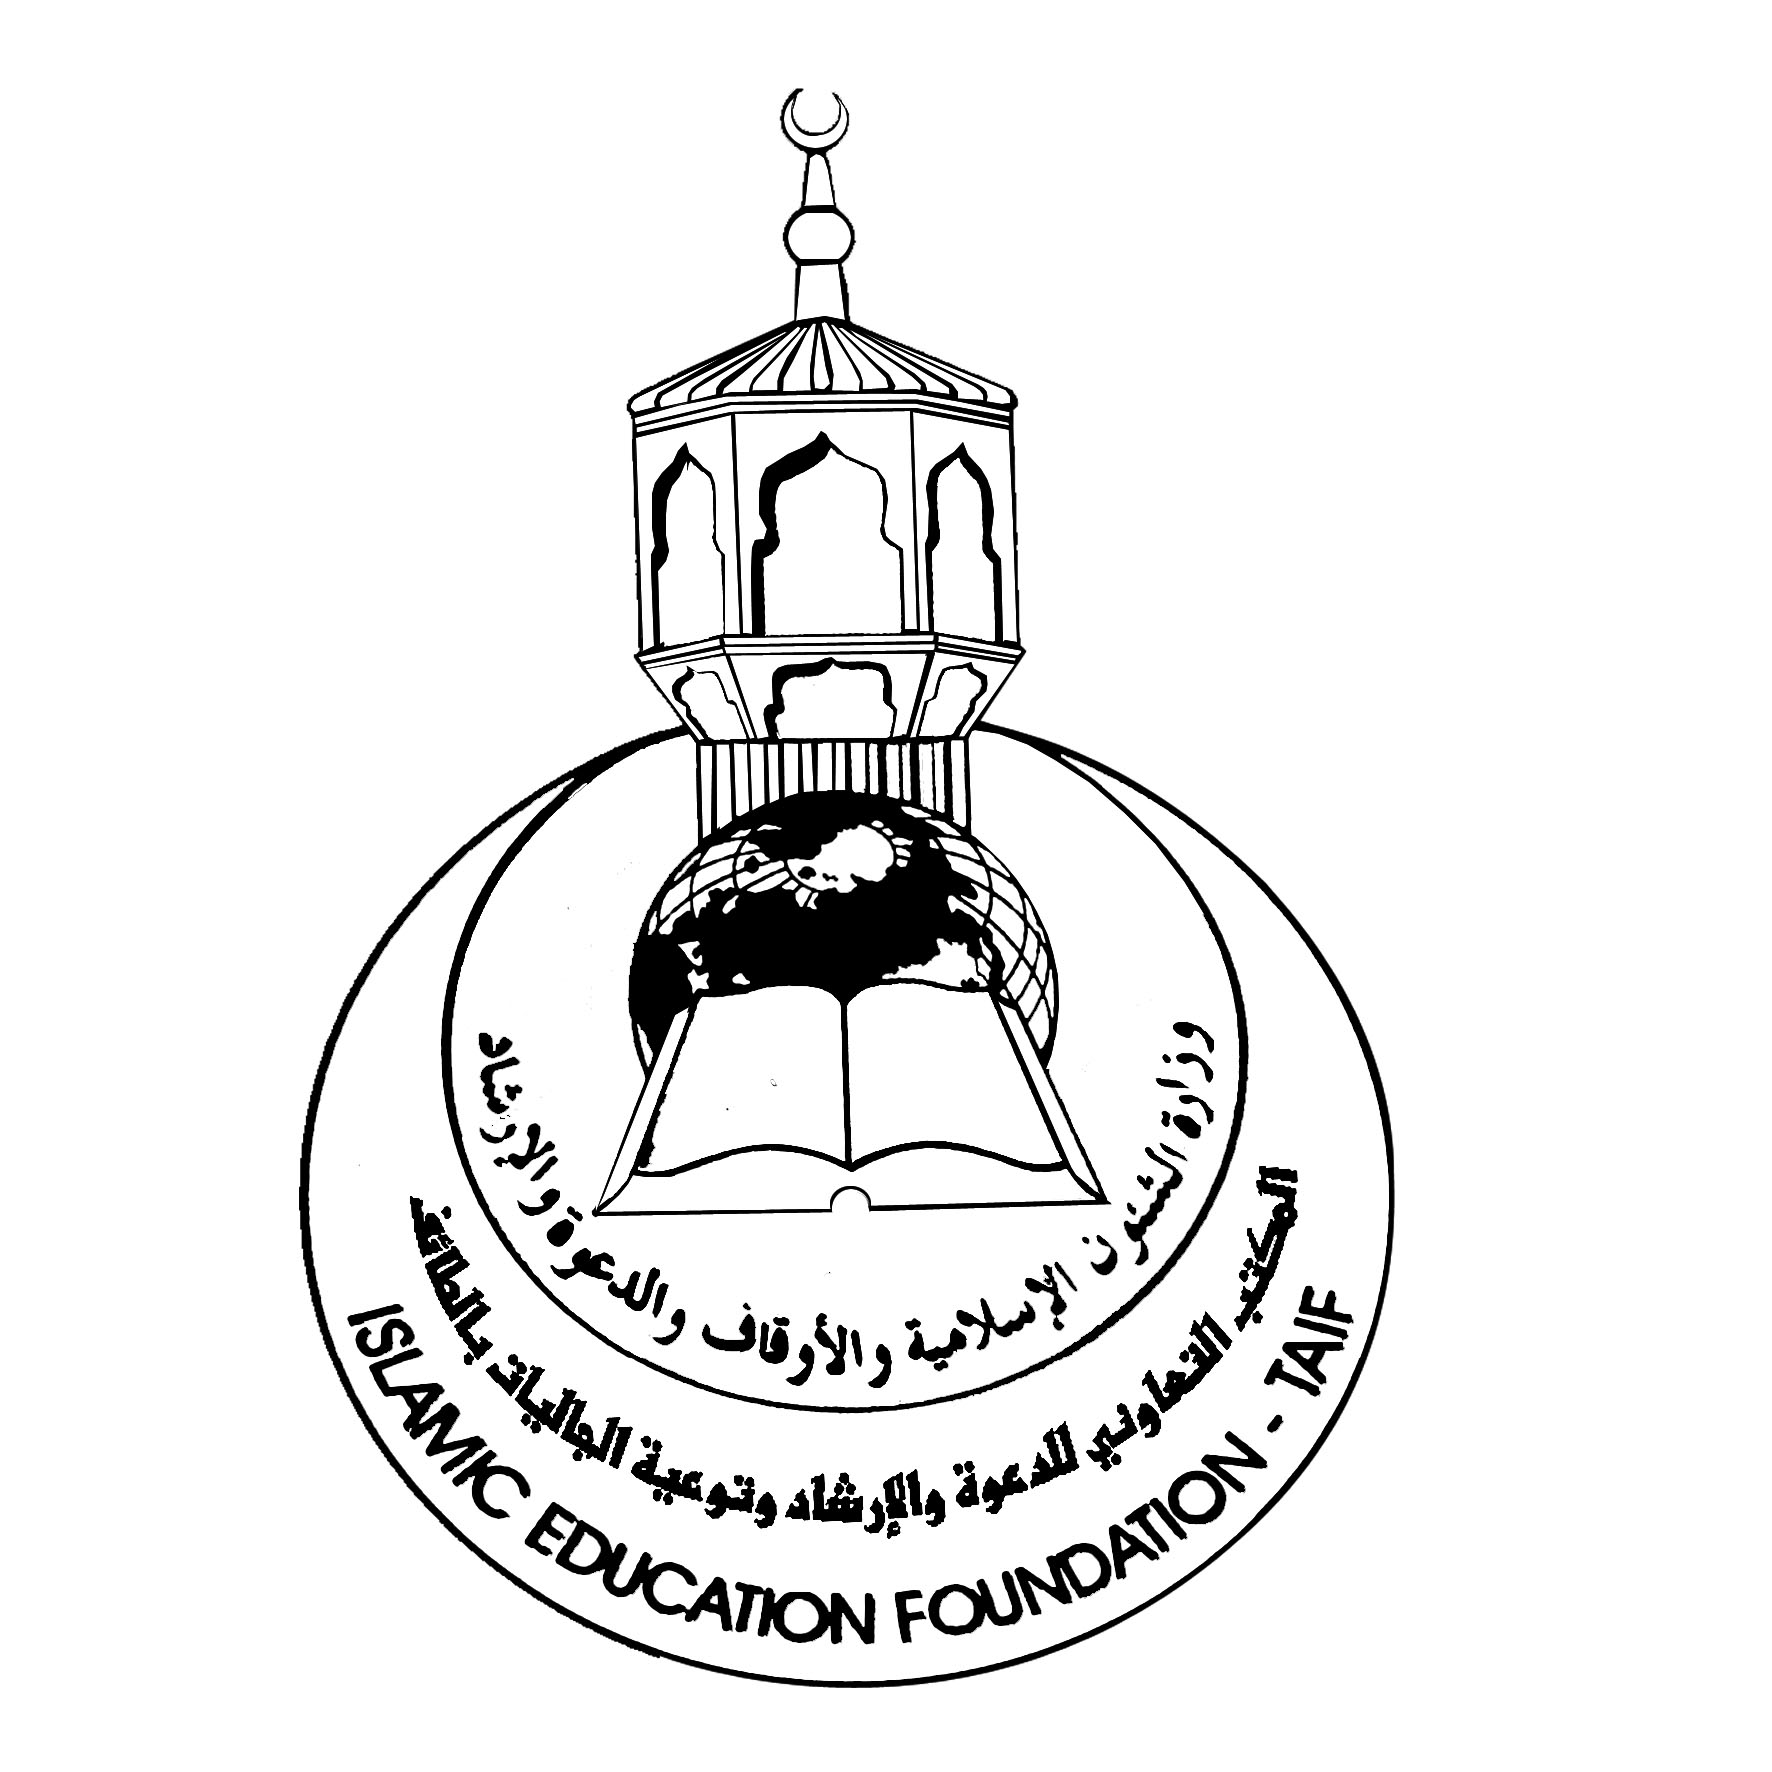 وزارة الشئون الإسلامية والأوقاف والدعوة والإرشاد
المكتب التعاوني للدعوة والإرشاد وتوعية الجاليات بالطائف
ISLAMIC EDUCATION FOUNDATION - TAIF